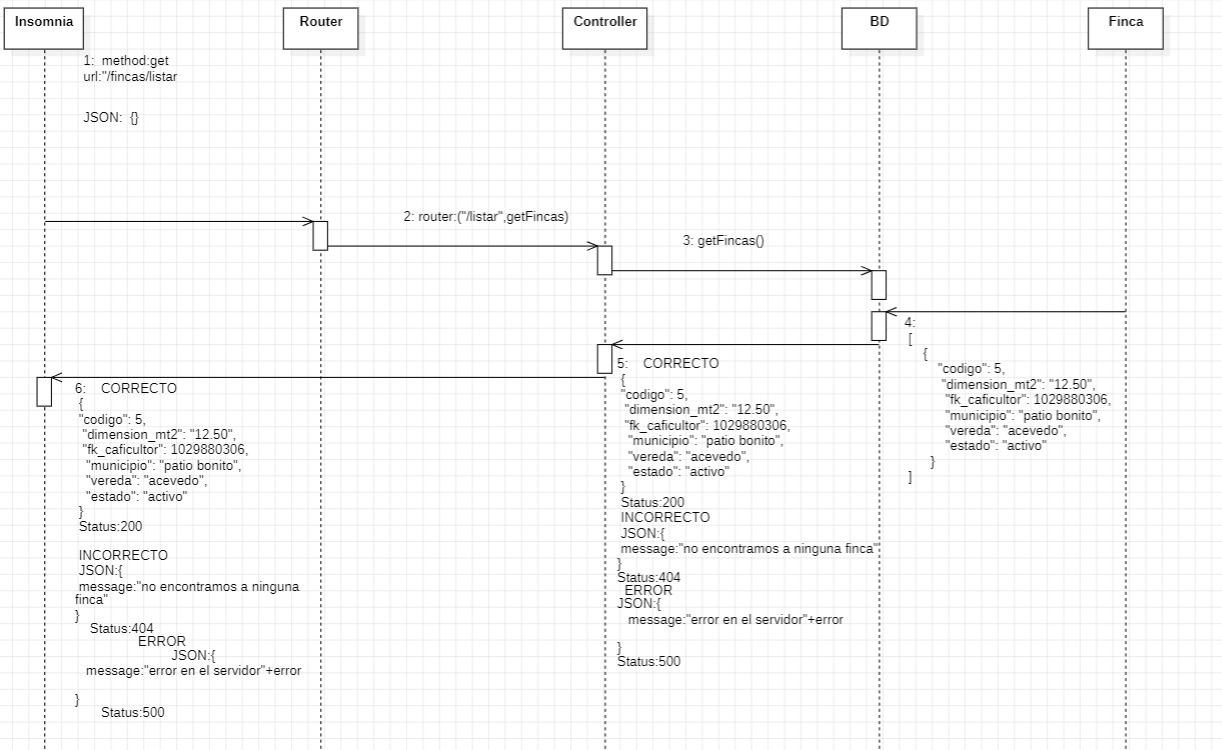 Insomnia
Router
Controller
BD
Finca
1:  method:get
url:"/fincas/listar
JSON:  {}
2: router:("/listar",getFincas)
3: getFincas()
4:
[
{
"codigo": 5,
"dimension_mt2": "12.50",
"fk_caficultor": 1029880306,
"municipio": "patio bonito",
"vereda": "acevedo",
"estado": "activo"
}
]
5:    CORRECTO
{
"codigo": 5,
"dimension_mt2": "12.50",
"fk_caficultor": 1029880306,
"municipio": "patio bonito",
"vereda": "acevedo",
"estado": "activo"
}
Status:200
INCORRECTO
JSON:{
message:"no encontramos a ninguna finca"
}
Status:404
ERROR
JSON:{
message:"error en el servidor"+error
}
Status:500
6:    CORRECTO
{
"codigo": 5,
"dimension_mt2": "12.50",
"fk_caficultor": 1029880306,
"municipio": "patio bonito",
"vereda": "acevedo",
"estado": "activo"
}
Status:200
INCORRECTO
JSON:{
message:"no encontramos a ninguna
finca"
}
Status:404
ERROR
JSON:{
message:"error en el servidor"+error
}
Status:500